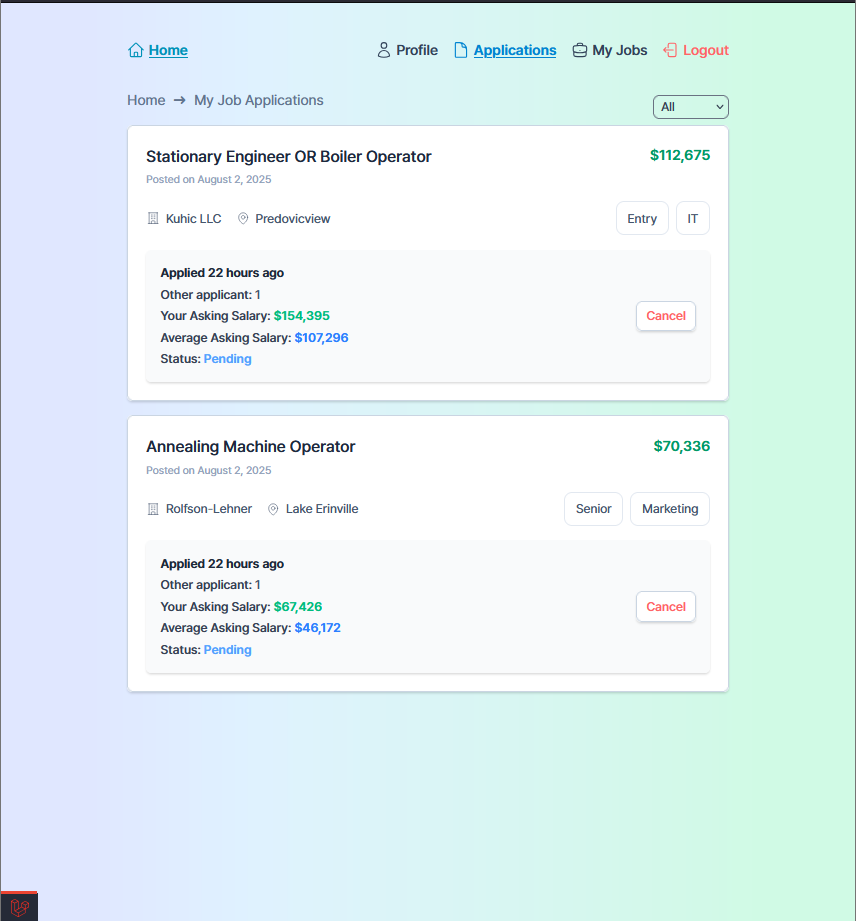 Home Profile Applications My Jobs Logout
Home → My Job Applications
All
Stationary Engineer OR Boiler Operator $112,675
Posted on August 2, 2025
Kuhic LLC Predovicview Entry IT
Applied 22 hours ago
Other applicant: 1
Your Asking Salary: $154,395
Cancel
Average Asking Salary: $107,296
Status: Pending
Annealing Machine Operator $70,336
Posted on August 2, 2025
Rolfson-Lehner Lake Erinville Senior Marketing
Applied 22 hours ago
Other applicant: 1
Your Asking Salary: $67,426
Cancel
Average Asking Salary: $46,172
Status: Pending